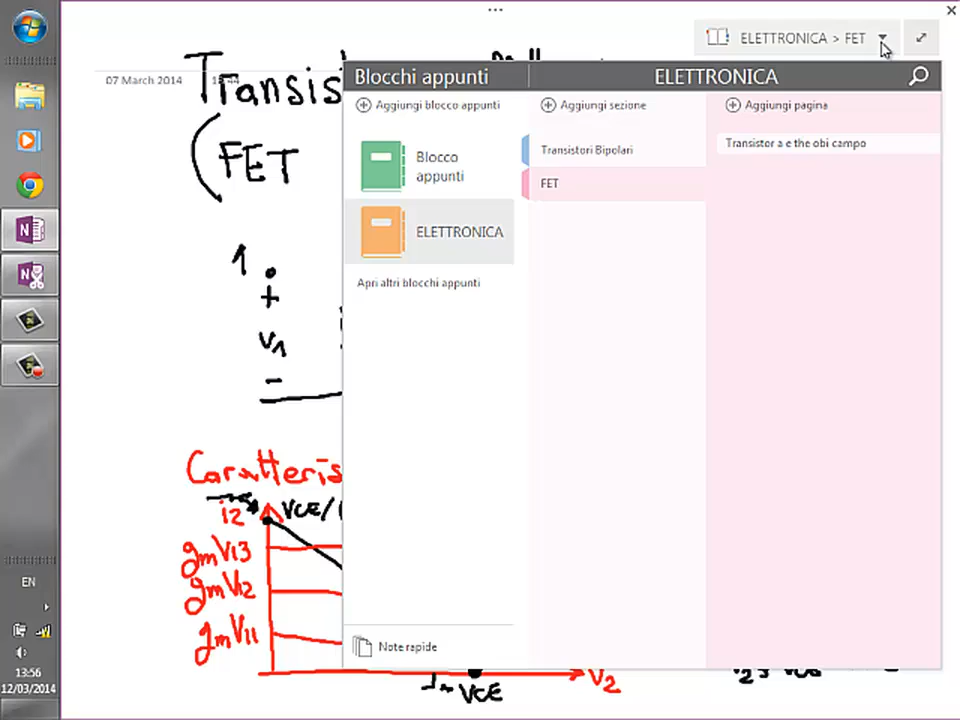 ELETTRONICA > FET
Transis
07 March 2014
(FET
Blocchi appunti
ELETTRONICA
Aggiungi blocco appunti
Aggiungi sezione
Aggiungi pagina
Blocco
appunti
ELETTRONICA
Apri altri blocchi appunti
Transistori Bipolari
FET
Transistor a e the obi campo
1
+
V1
-
Caratteris
i2
VCE/
gmV13
gmV12
gmV11
Note rapide
V2
VCE
EN
13:56
12/03/2014